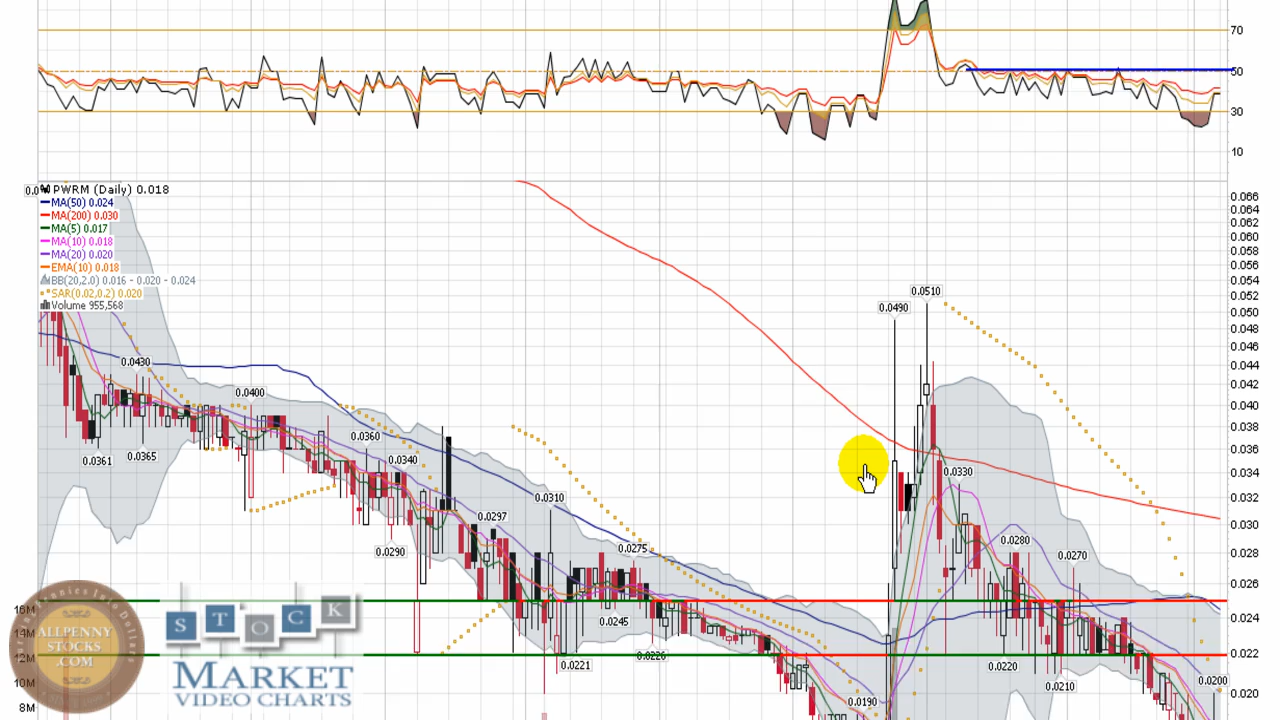 70
50
30
10
PWRM (Daily) 0.018
MA(50) 0.024
MA(200) 0.030
MA(5) 0.017
MA(10) 0.018
MA(20) 0.020
EMA(10) 0.018
BB(20,2.0) 0.016 - 0.020 - 0.024
SAR(0.02,0.2) 0.020
Volume 955,568
0.066
0.064
0.062
0.060
0.058
0.056
0.054
0.052
0.050
0.048
0.046
0.044
0.042
0.040
0.038
0.036
0.034
0.032
0.030
0.028
0.026
0.024
0.022
0.020
0.0510
0.0490
0.0430
0.0400
0.0360
0.0361
0.0365
0.0340
0.0330
0.0310
0.0297
0.0290
0.0275
0.0280
0.0270
0.0245
0.0221
0.0226
0.0220
0.0210
0.0200
0.0190
16M
14M
12M
10M
8M
ALLPENNY
STOCKS
.COM
STOCK
MARKET
VIDEO CHARTS